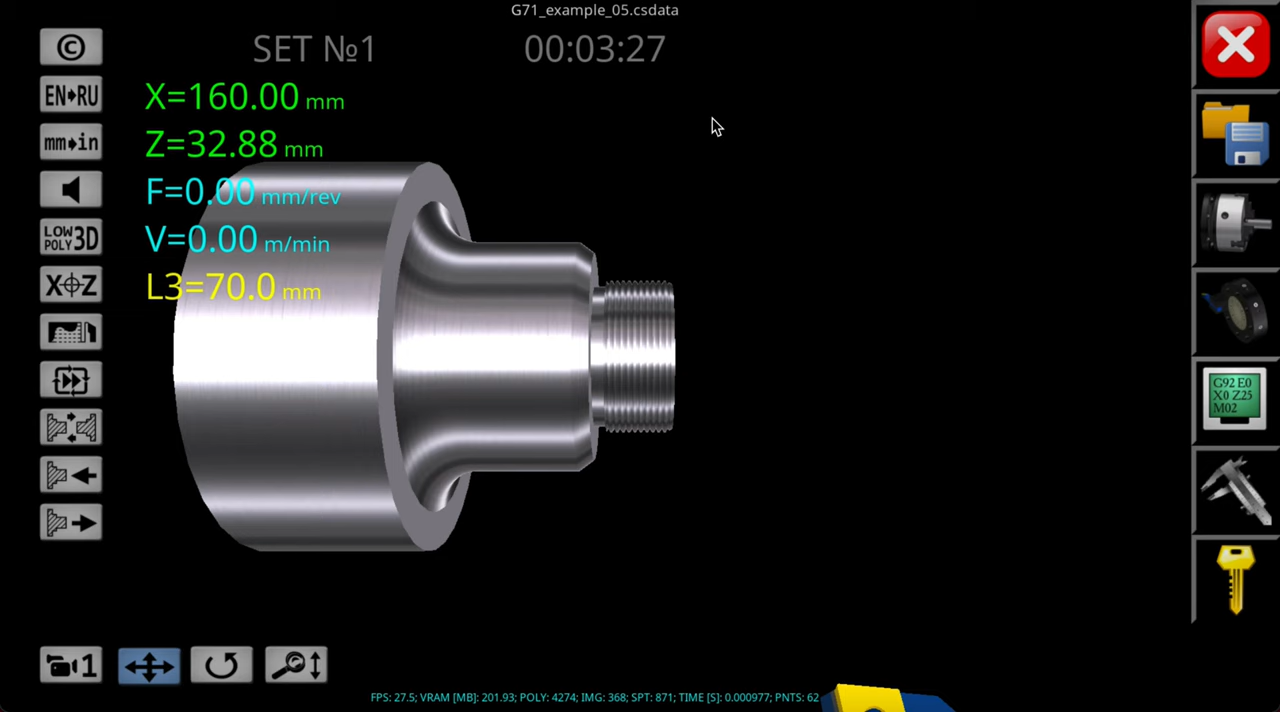 G71_example_05.csdata
SET №1
00:03:27
©
EN→RU
X=160.00 mm
mm→in
Z=32.88 mm
F=0.00 mm/rev
LOW POLY 3D
V=0.00 m/min
X Z
L3=70.0 mm
G92 E0
X0 Z25
M02
1
FPS: 27.5; VRAM [MB]: 201.93; POLY: 4274; IMG: 368; SPT: 871; TIME [S]: 0.000977; PNTS: 62